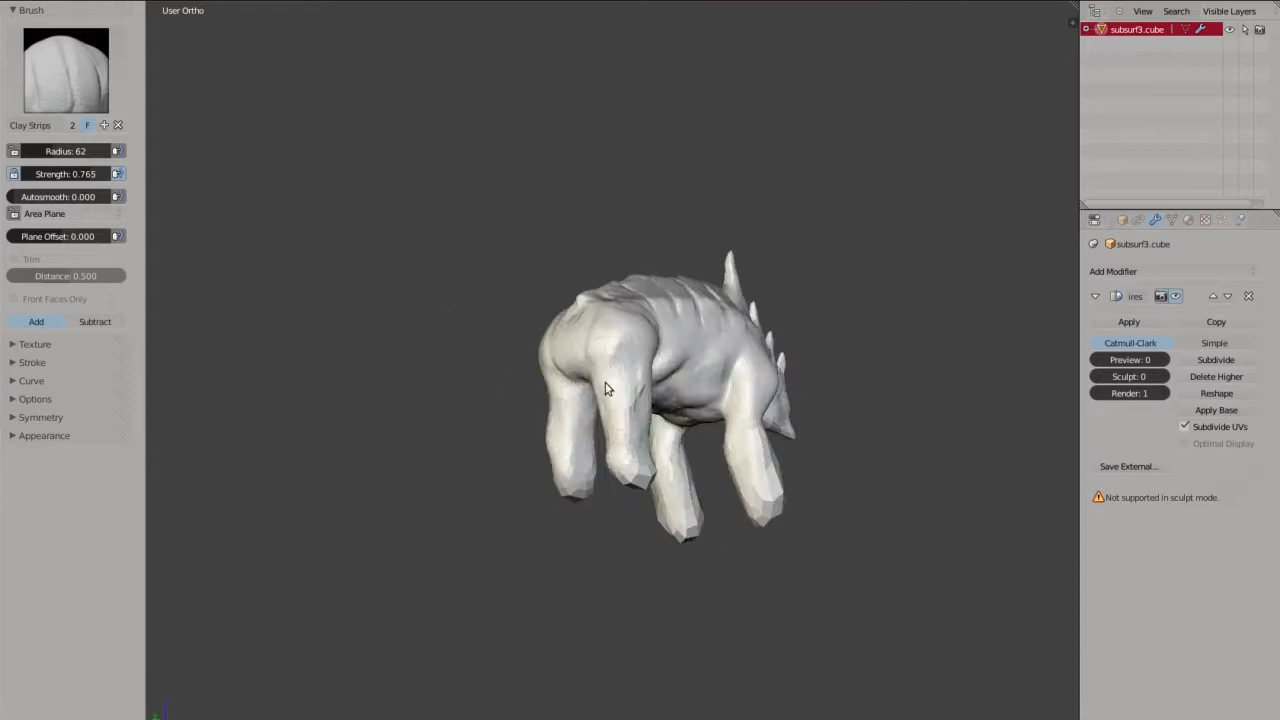 Brush
User Ortho
View Search Visible Layers
subsurf3.cube
Clay Strips 2 F
Radius: 62
Strength: 0.765
Autosmooth: 0.000
Area Plane
Plane Offset: 0.000
Trim
Distance: 0.500
Front Faces Only
Add Subtract
Texture
Stroke
Curve
Options
Symmetry
Appearance
subsurf3.cube
Add Modifier
ires
Apply Copy
Catmull-Clark Simple
Preview: 0 Subdivide
Sculpt: 0 Delete Higher
Render: 1 Reshape
Apply Base
Subdivide UVs
Optimal Display
Save External...
Not supported in sculpt mode.